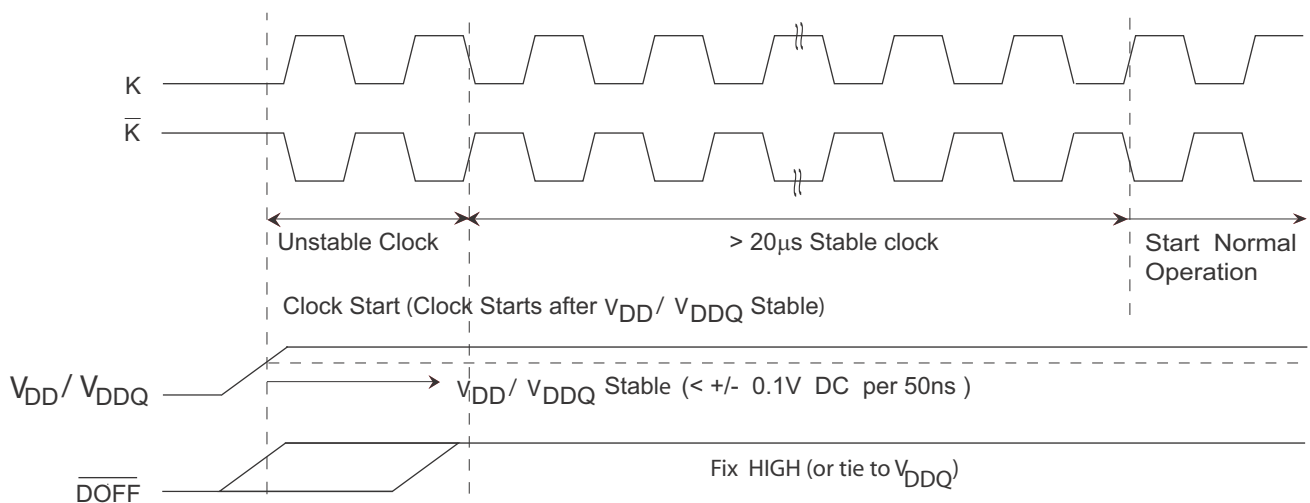 K
K̅
Unstable Clock
> 20μs Stable clock
Start Normal
Operation
Clock Start (Clock Starts after VDD/ VDDQ Stable)
VDD/ VDDQ
VDD/ VDDQ Stable (< +/- 0.1V DC per 50ns )
D̅O̅F̅F̅
Fix HIGH (or tie to VDDQ)